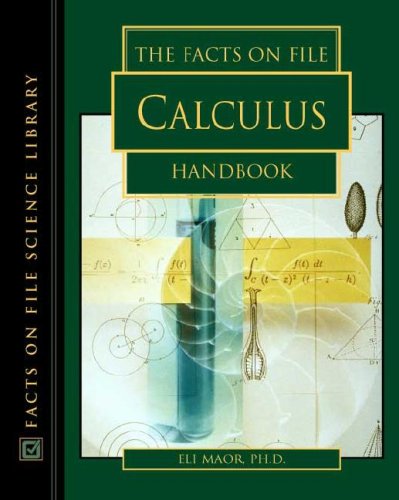 THE FACTS ON FILE
CALCULUS
HANDBOOK
ELI MAOR, PH.D.
FACTS ON FILE SCIENCE LIBRARY